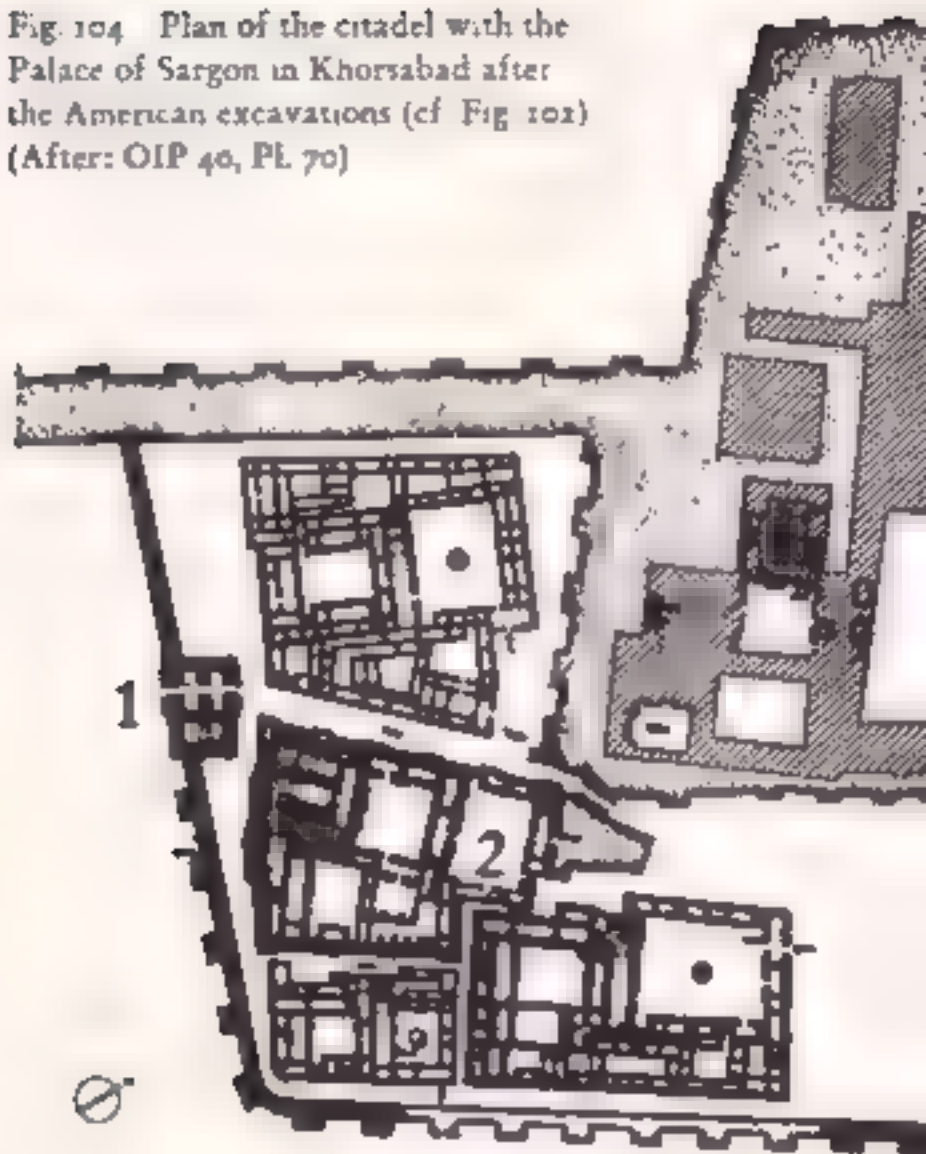 Fig. 104 Plan of the citadel with the
Palace of Sargon in Khorsabad after
the American excavations (cf Fig 102)
(After: OIP 40, PL 70)
1
2